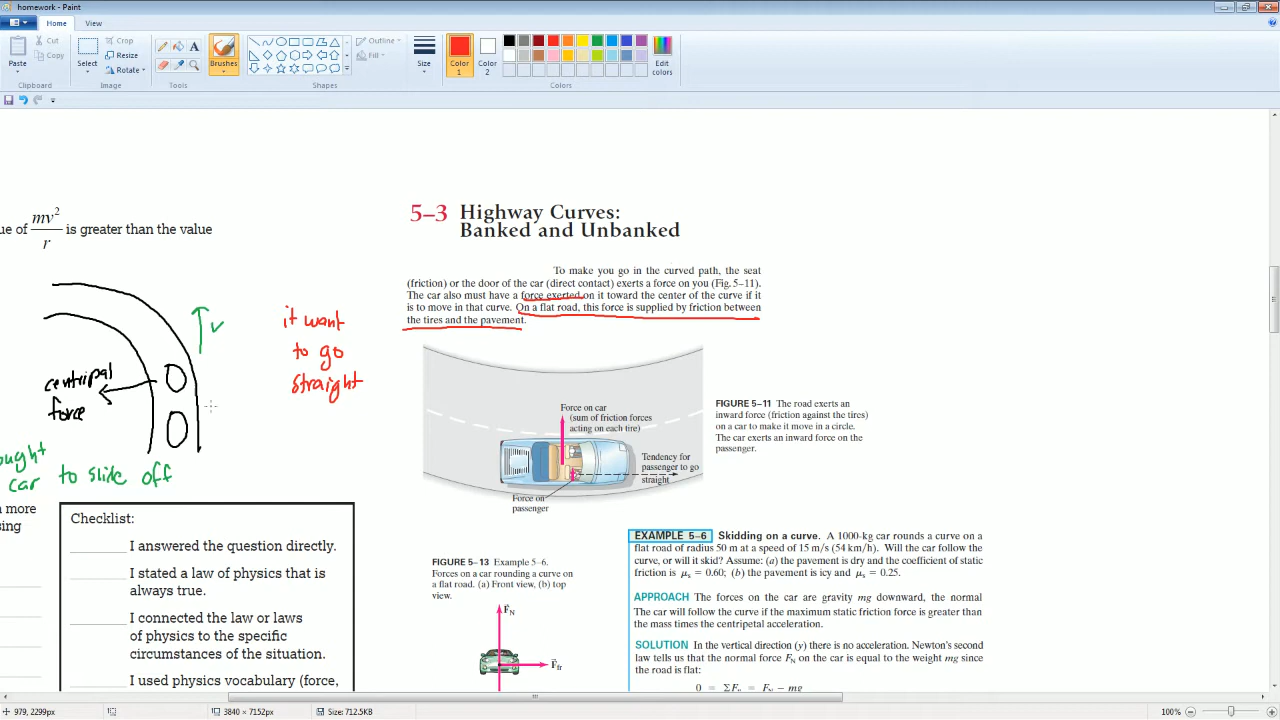 homework - Paint
Home
View
Paste
Cut
Copy
Clipboard
Select
Crop
Resize
Rotate
Image
A
Tools
Brushes
Outline
Fill
Shapes
Size
Color
1
Color
2
Edit
colors
Colors
ue of mv²/r is greater than the value
v
centripal
force
ought
car to slide off
n more
sing
it want
to go
straight
Checklist:
______ I answered the question directly.
______ I stated a law of physics that is
always true.
______ I connected the law or laws
of physics to the specific
circumstances of the situation.
______ I used physics vocabulary (force,
5–3 Highway Curves:
Banked and Unbanked
To make you go in the curved path, the seat
(friction) or the door of the car (direct contact) exerts a force on you (Fig. 5–11).
The car also must have a force exerted on it toward the center of the curve if it
is to move in that curve. On a flat road, this force is supplied by friction between
the tires and the pavement.
Force on car
(sum of friction forces
acting on each tire)
Tendency for
passenger to go
straight
Force on
passenger
FIGURE 5–11 The road exerts an
inward force (friction against the tires)
on a car to make it move in a circle.
The car exerts an inward force on the
passenger.
FIGURE 5–13 Example 5–6.
Forces on a car rounding a curve on
a flat road. (a) Front view, (b) top
view.
F⃗N
F⃗fr
EXAMPLE 5–6 Skidding on a curve. A 1000-kg car rounds a curve on a
flat road of radius 50 m at a speed of 15 m/s (54 km/h). Will the car follow the
curve, or will it skid? Assume: (a) the pavement is dry and the coefficient of static
friction is μs = 0.60; (b) the pavement is icy and μs = 0.25.
APPROACH The forces on the car are gravity mg downward, the normal
The car will follow the curve if the maximum static friction force is greater than
the mass times the centripetal acceleration.
SOLUTION In the vertical direction (y) there is no acceleration. Newton's second
law tells us that the normal force FN on the car is equal to the weight mg since
the road is flat:
0 = ΣFy = FN − mg
979, 2299px
3840 × 7152px
Size: 712.5KB
100%